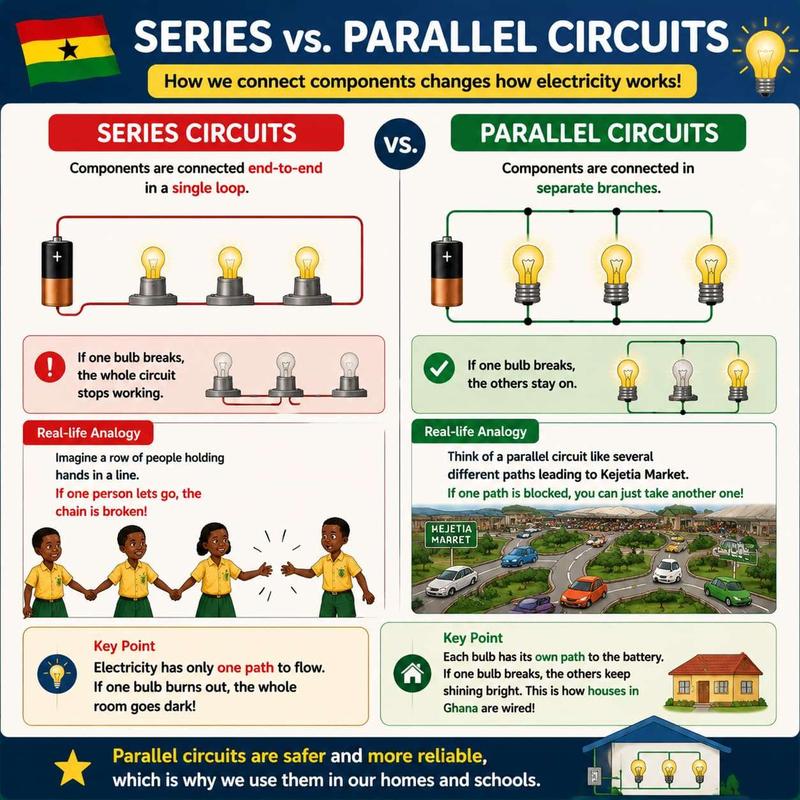 SERIES vs. PARALLEL CIRCUITS
How we connect components changes how electricity works!
SERIES CIRCUITS
VS.
PARALLEL CIRCUITS
Components are connected end-to-end
in a single loop.
Components are connected in
separate branches.
+
+
!
If one bulb breaks,
the whole circuit
stops working.
If one bulb breaks,
the others stay on.
Real-life Analogy
Imagine a row of people holding
hands in a line.
If one person lets go, the
chain is broken!
Real-life Analogy
Think of a parallel circuit like several
different paths leading to Kejetia Market.
If one path is blocked, you can just take another one!
HEJETIA
MARKET
Key Point
Electricity has only one path to flow.
If one bulb burns out, the whole
room goes dark!
Key Point
Each bulb has its own path to the battery.
If one bulb breaks, the others keep
shining bright. This is how houses in
Ghana are wired!
Parallel circuits are safer and more reliable,
which is why we use them in our homes and schools.